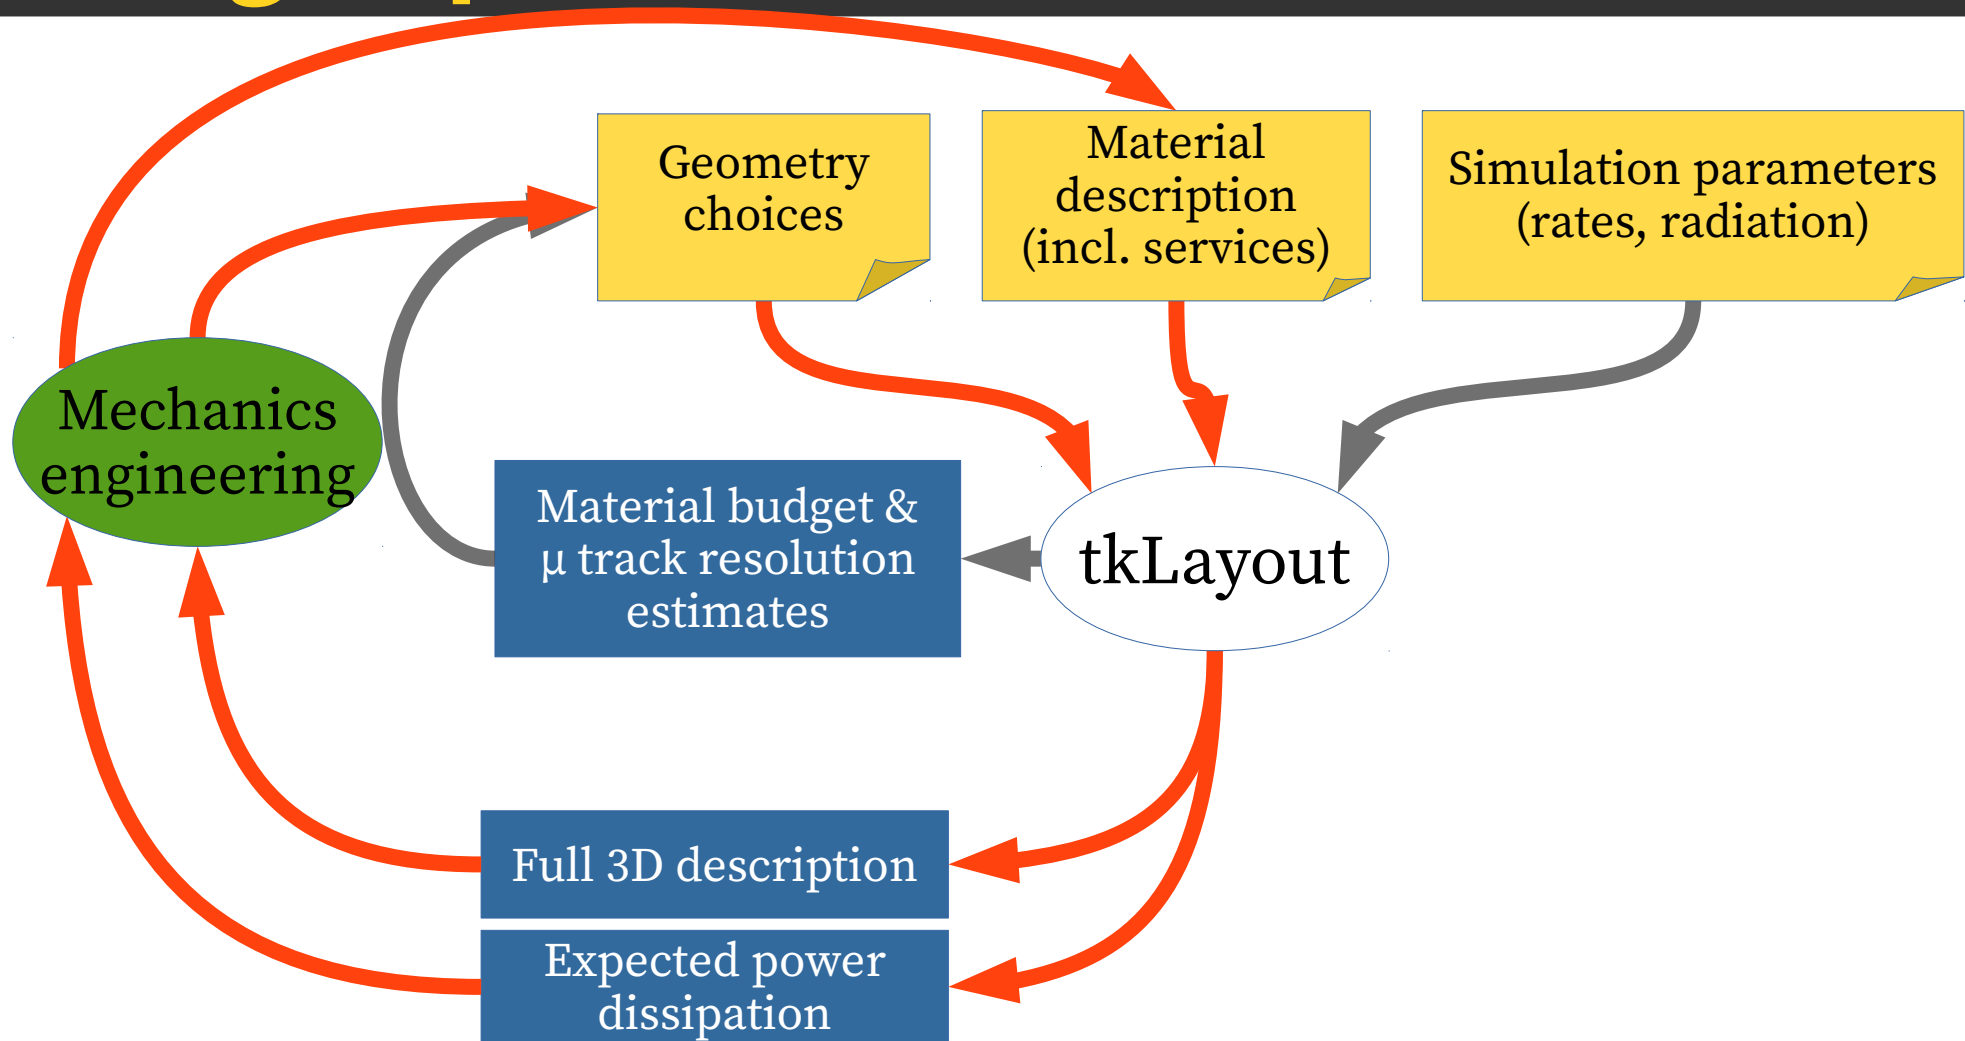 Geometry
choices
Material
description
(incl. services)
Simulation parameters
(rates, radiation)
Mechanics
engineering
Material budget &
μ track resolution
estimates
tkLayout
Full 3D description
Expected power
dissipation